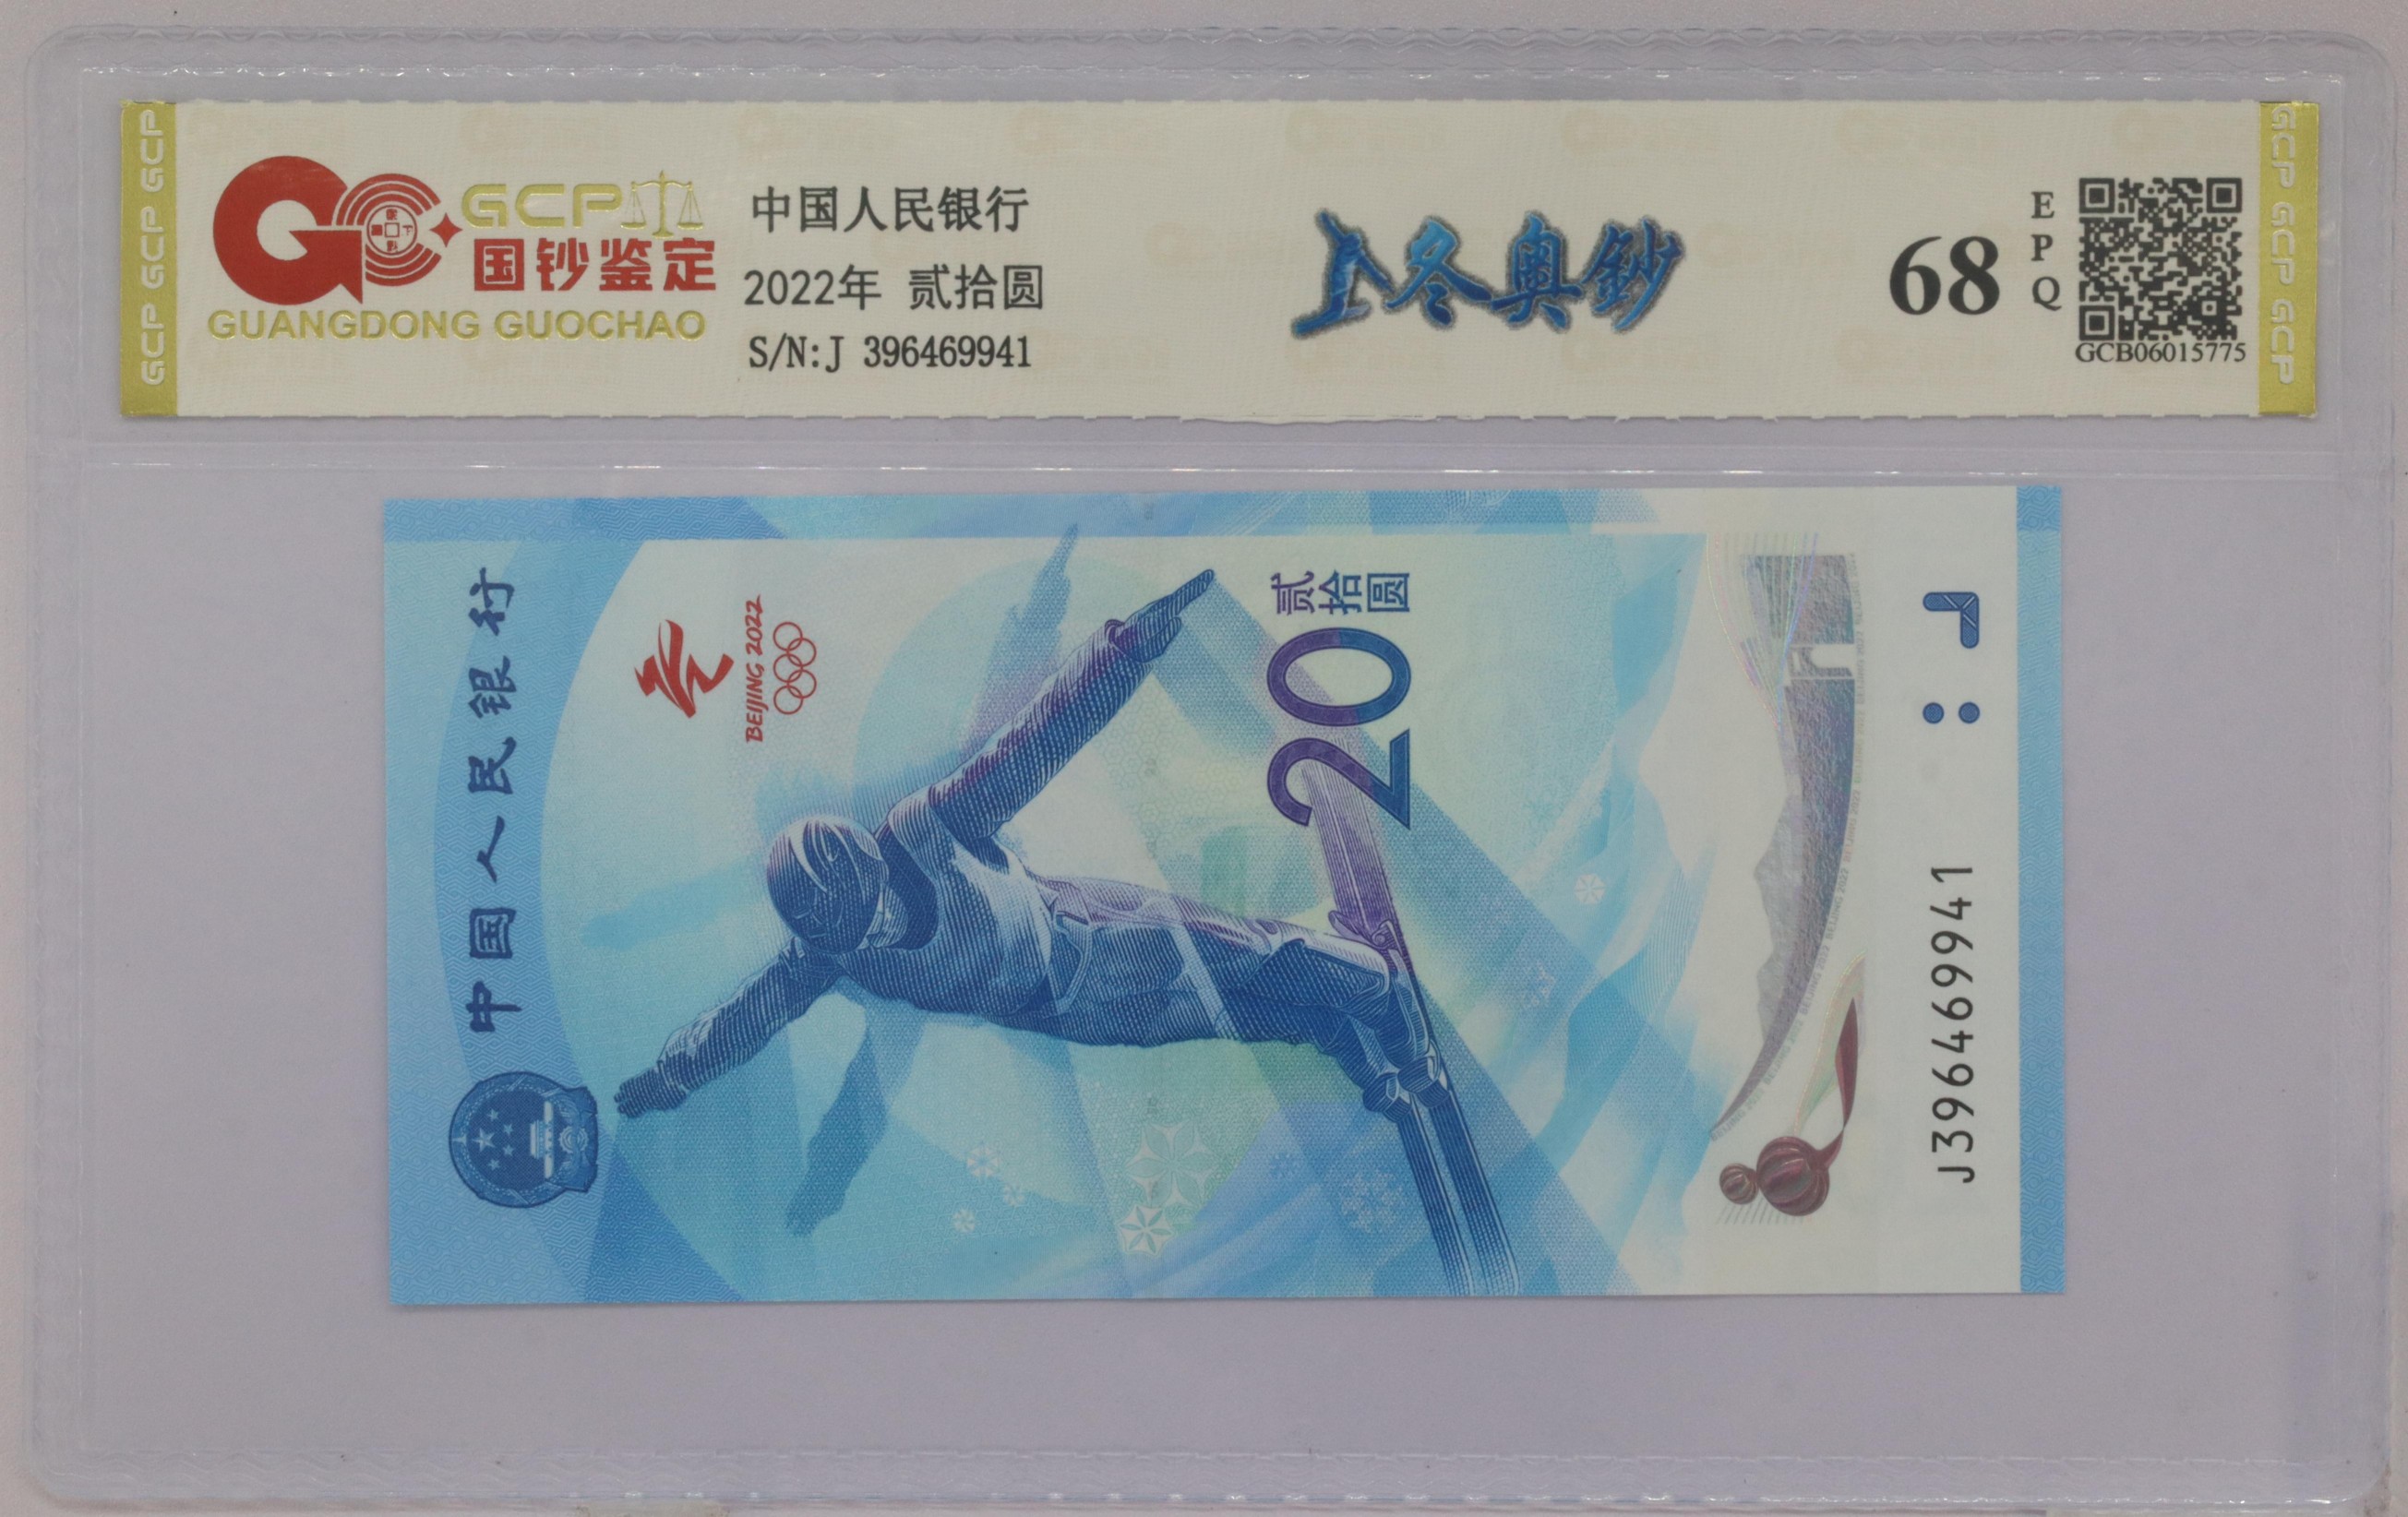 GCP GCP GCP
GCP
国钞鉴定
GUANGDONG GUOCHAO
中国人民银行
2022年 贰拾圆
S/N:J 396469941
冬奥鈔
68
EPQ
GCB06015775
GCP GCP GCP
中国人民银行
BEIJING 2022
贰拾圆
20
J396469941